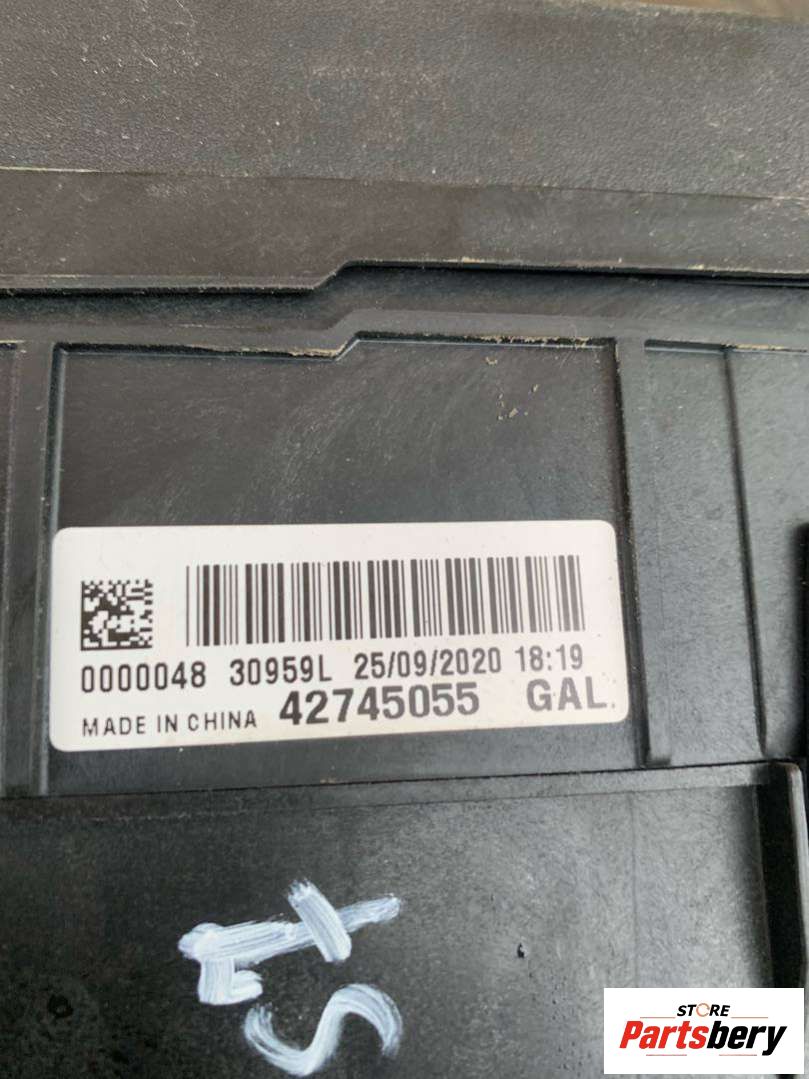 0000048 30959L 25/09/2020 18:19
MADE IN CHINA 42745055 GAL.
STORE
Partsbery